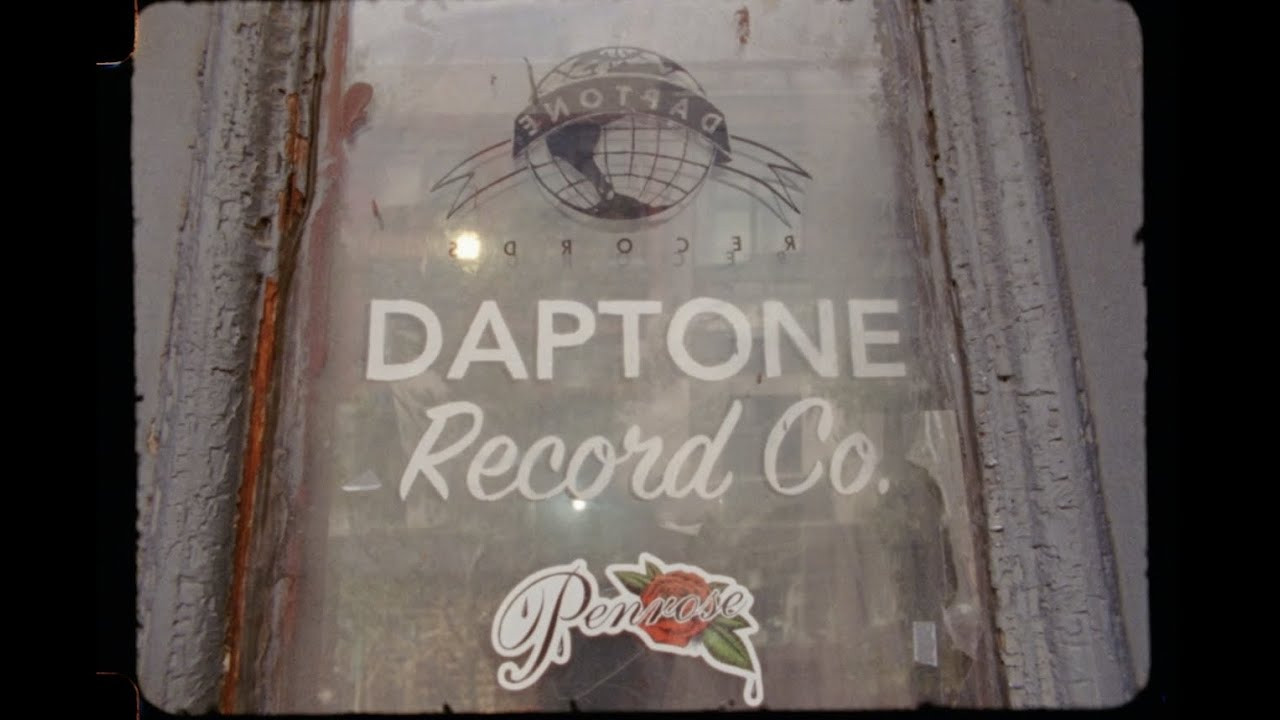 DAPTONE
RECORDS
DAPTONE
Record Co.
Penrose